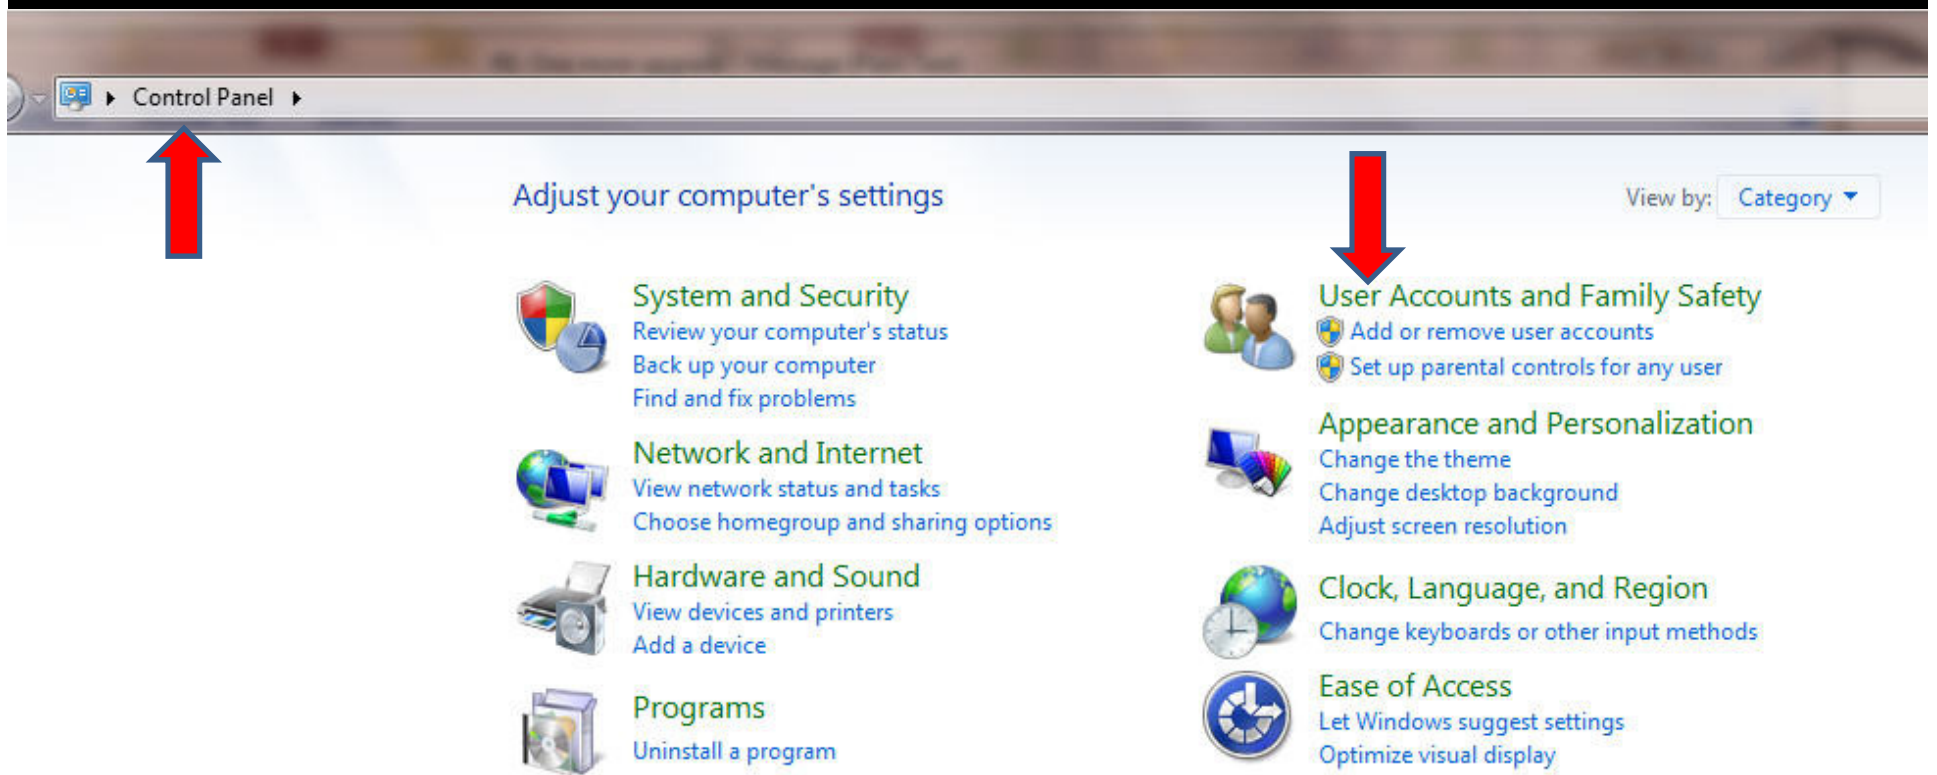 Control Panel
Adjust your computer's settings
View by: Category
System and Security
Review your computer's status
Back up your computer
Find and fix problems
Network and Internet
View network status and tasks
Choose homegroup and sharing options
Hardware and Sound
View devices and printers
Add a device
Programs
Uninstall a program
User Accounts and Family Safety
Add or remove user accounts
Set up parental controls for any user
Appearance and Personalization
Change the theme
Change desktop background
Adjust screen resolution
Clock, Language, and Region
Change keyboards or other input methods
Ease of Access
Let Windows suggest settings
Optimize visual display